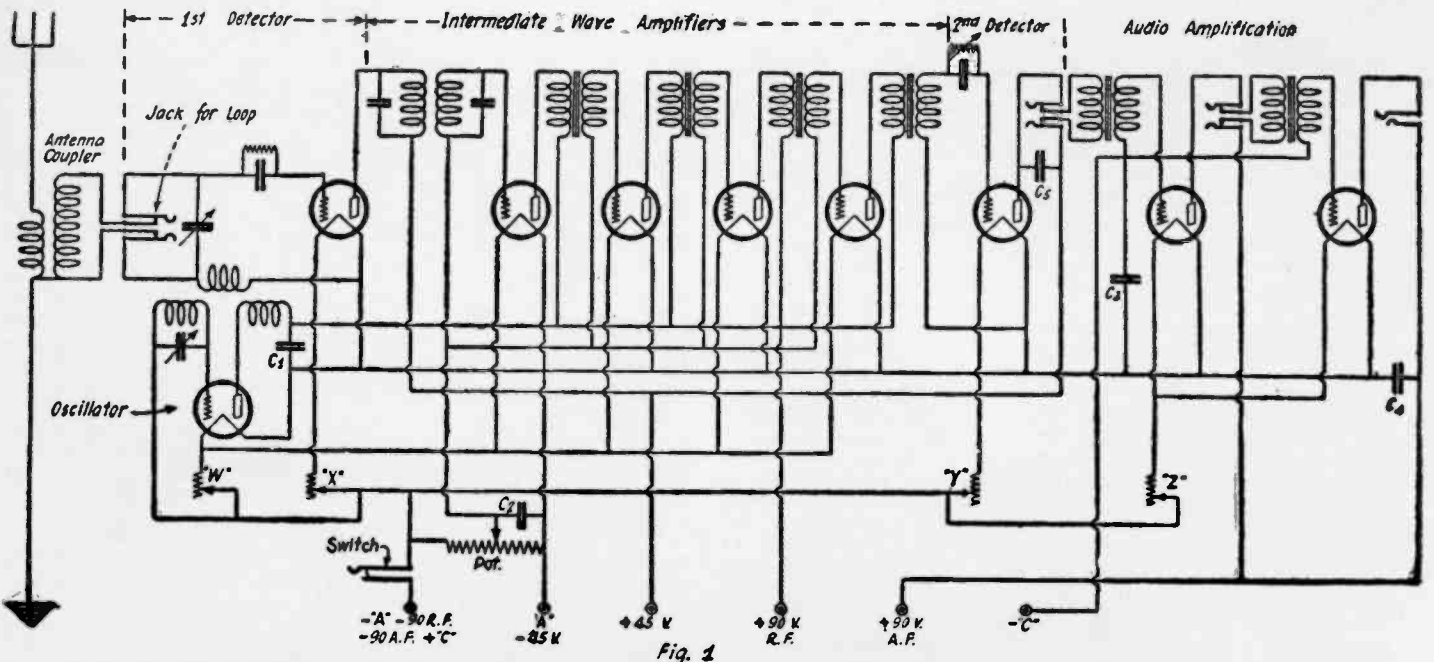 1st Detector
Intermediate Wave Amplifiers
2nd Detector
Audio Amplification
Jack for Loop
Antenna
Coupler
C5
C3
C1
C4
Oscillator
"W"
"X"
"Y"
"Z"
C2
Switch
Pot.
-"A" -90 R.F.
-90 A.F. +"C"
"A"
-45 V.
+45 V.
+90 V.
R.F.
+90 V.
A.F.
-"C"
Fig. 1